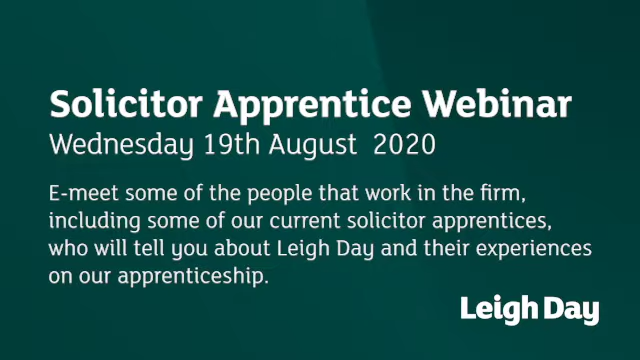 Solicitor Apprentice Webinar
Wednesday 19th August 2020
E-meet some of the people that work in the firm,
including some of our current solicitor apprentices,
who will tell you about Leigh Day and their experiences
on our apprenticeship.
Leigh Day